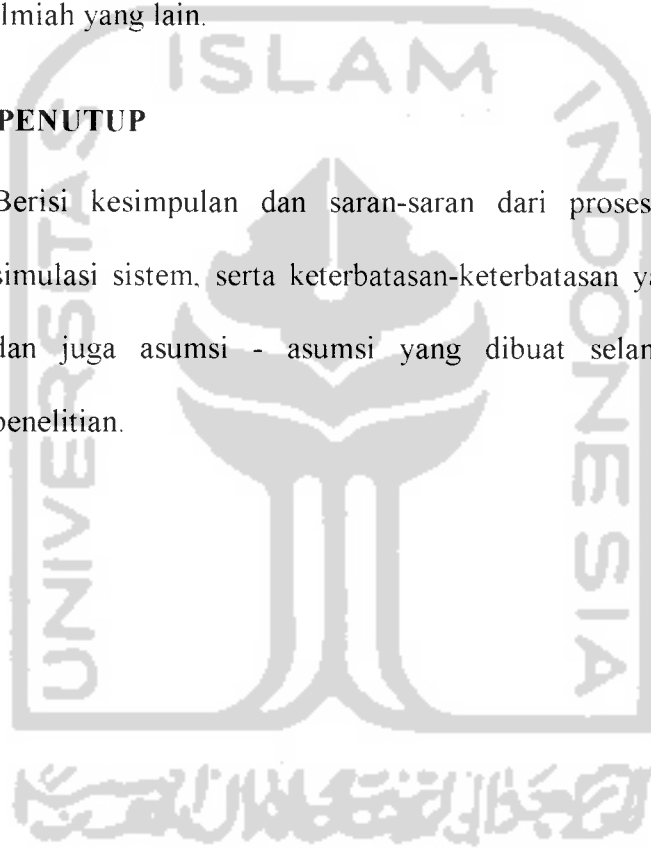 lmiah yang lain.
ISLAM
UNIVERSITAS
INDONESIA
PENUTUP
Berisi kesimpulan dan saran-saran dari proses
simulasi sistem, serta keterbatasan-keterbatasan ya
dan juga asumsi - asumsi yang dibuat selan
penelitian.